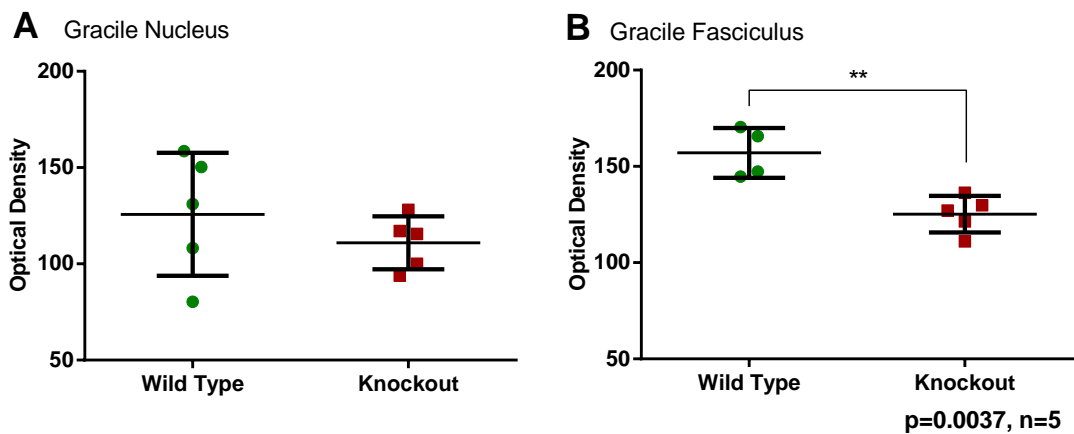 A Gracile Nucleus
200
150
100
50
Optical Density
Wild Type Knockout
B Gracile Fasciculus
200
150
100
50
Optical Density
**
Wild Type Knockout
p=0.0037, n=5